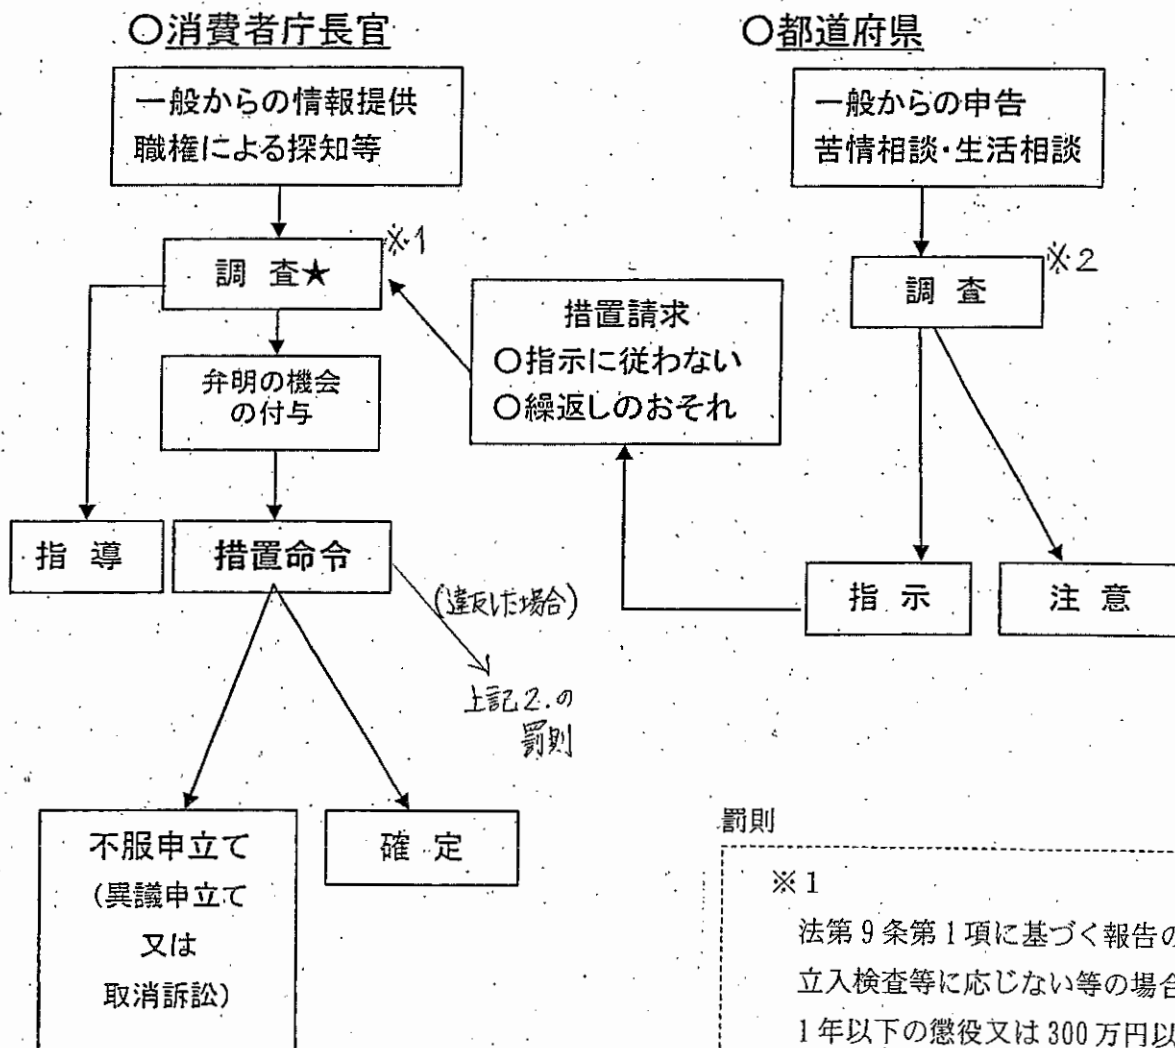 〇消費者庁長官
一般からの情報提供
職権による探知等
調 査★
※1
弁明の機会
の付与
指 導
措置命令
(違反した場合)
上記2.の
罰則
不服申立て
(異議申立て
又は
取消訴訟)
確 定
措置請求
〇指示に従わない
〇繰返しのおそれ
〇都道府県
一般からの申告
苦情相談・生活相談
調 査
※2
指 示
注 意
罰則
※1
法第9条第1項に基づく報告の
立入検査等に応じない等の場合
1年以下の懲役又は300万円以